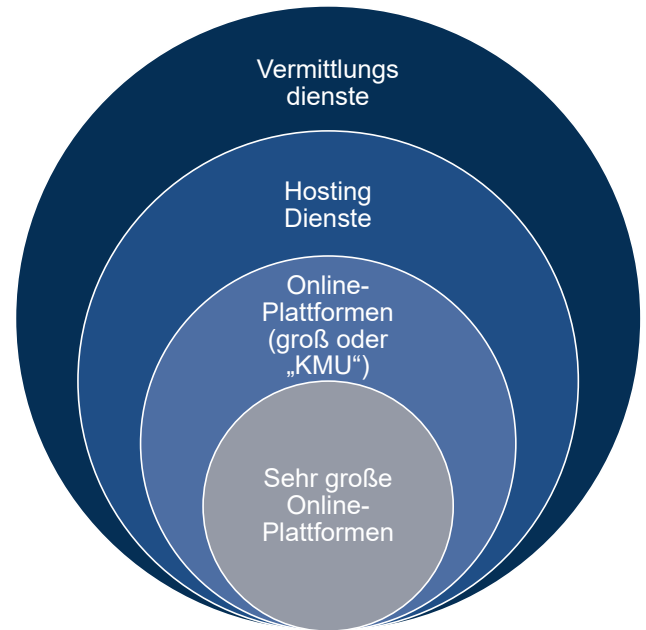 Vermittlungs
dienste
Hosting
Dienste
Online-
Plattformen
(groß oder
„KMU“)
Sehr große
Online-
Plattformen